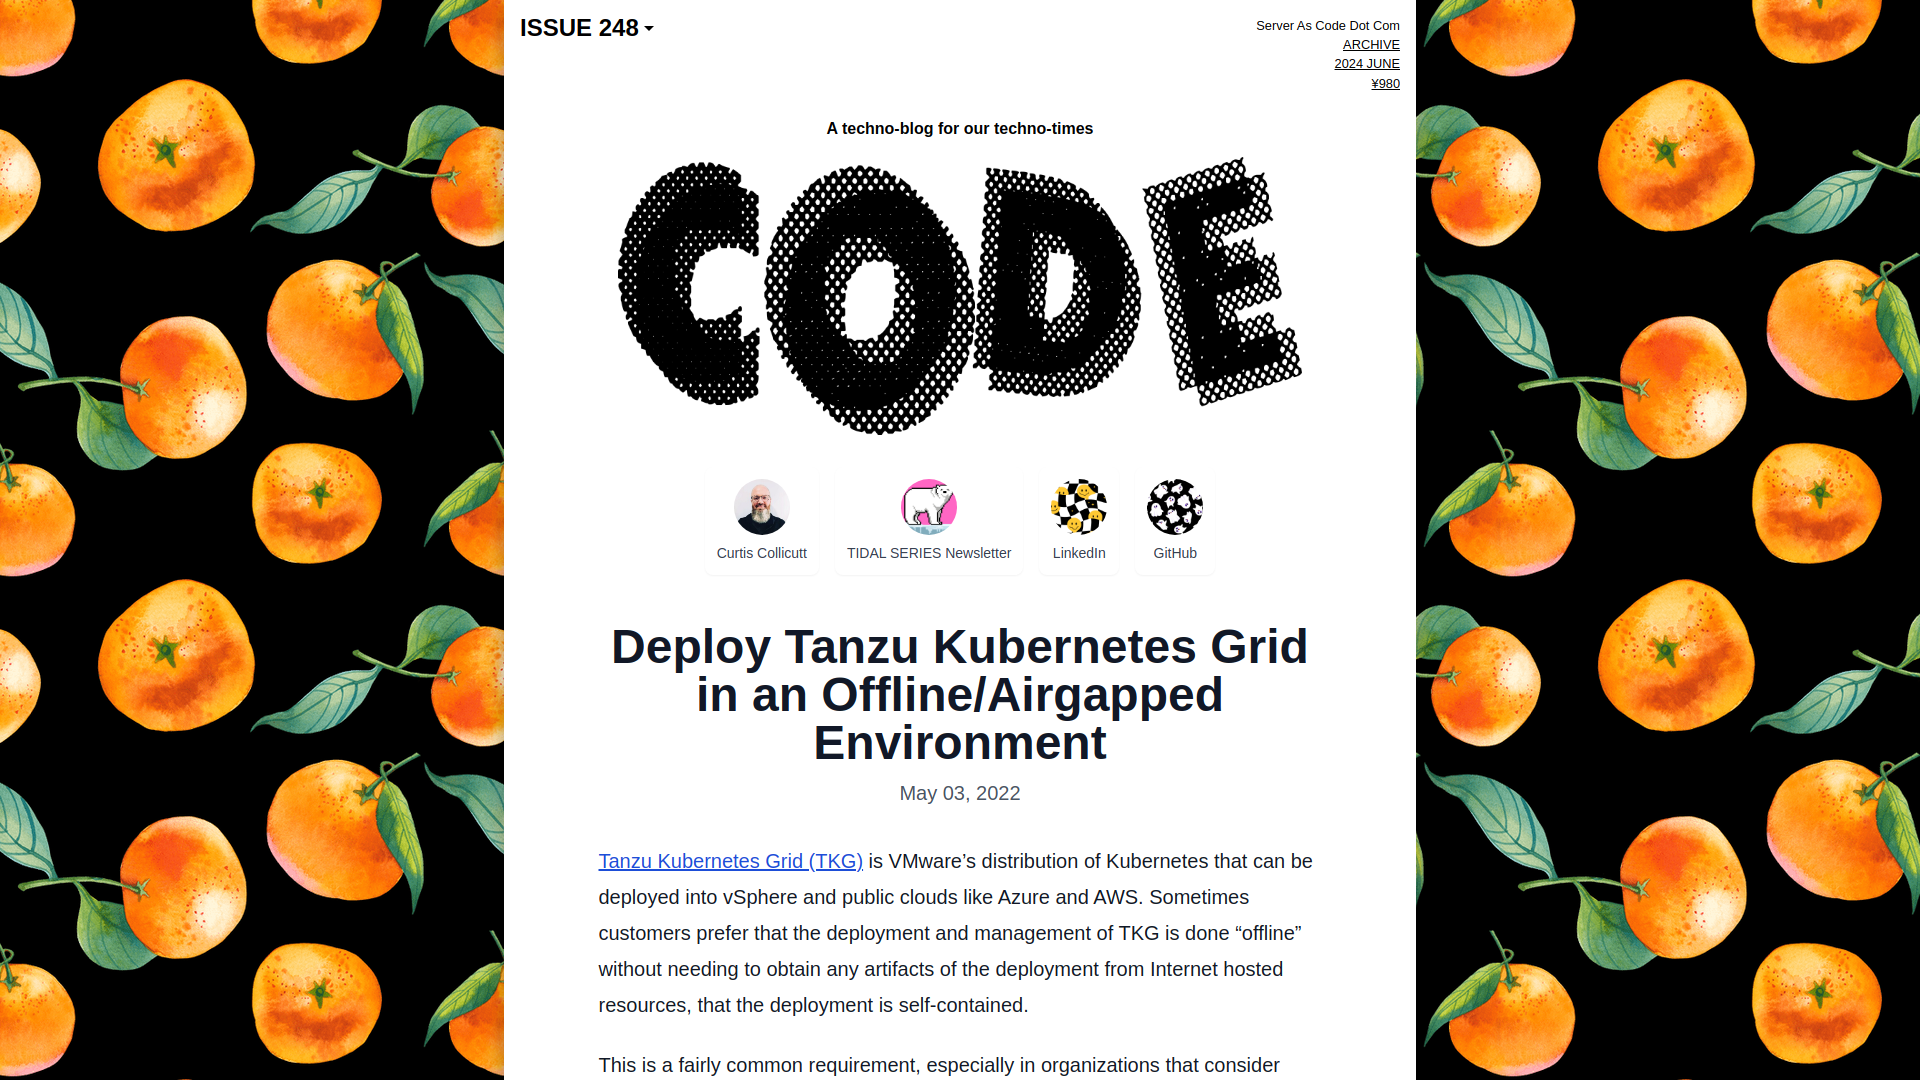 ISSUE 248
Server As Code Dot Com
ARCHIVE
2024 JUNE
¥980
A techno-blog for our techno-times
CODE
Curtis Collicutt
TIDAL SERIES Newsletter
LinkedIn
GitHub
Deploy Tanzu Kubernetes Grid
in an Offline/Airgapped
Environment
May 03, 2022
Tanzu Kubernetes Grid (TKG) is VMware’s distribution of Kubernetes that can be
deployed into vSphere and public clouds like Azure and AWS. Sometimes
customers prefer that the deployment and management of TKG is done “offline”
without needing to obtain any artifacts of the deployment from Internet hosted
resources, that the deployment is self-contained.
This is a fairly common requirement, especially in organizations that consider